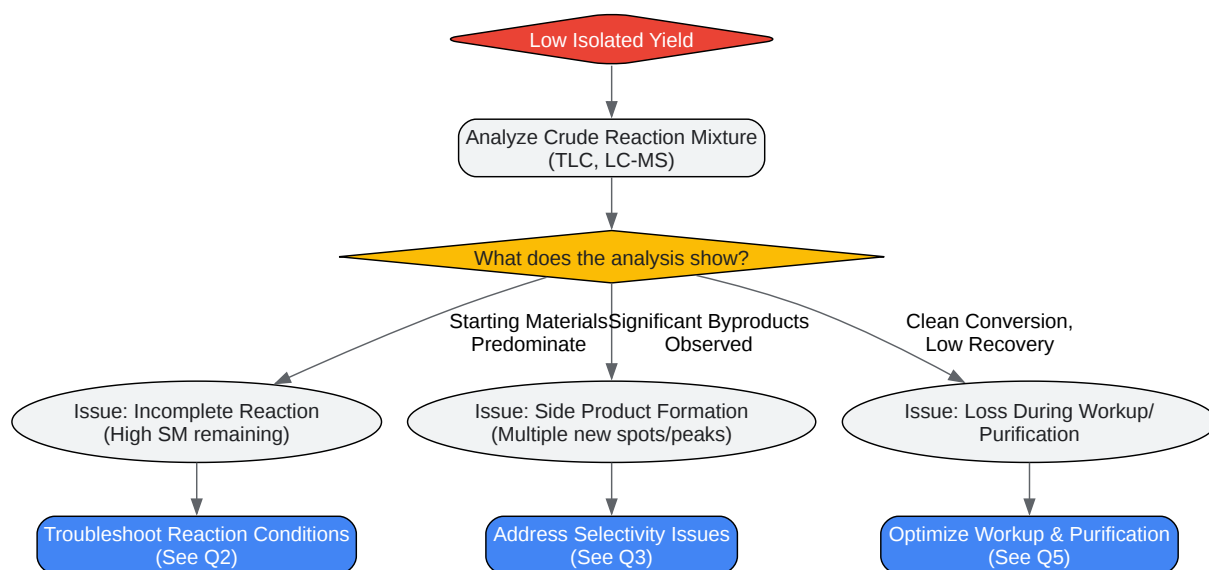 Low Isolated Yield
Analyze Crude Reaction Mixture
(TLC, LC-MS)
What does the analysis show?
Starting Materials
Predominate
Significant Byproducts
Observed
Clean Conversion,
Low Recovery
Issue: Incomplete Reaction
(High SM remaining)
Issue: Side Product Formation
(Multiple new spots/peaks)
Issue: Loss During Workup/
Purification
Troubleshoot Reaction Conditions
(See Q2)
Address Selectivity Issues
(See Q3)
Optimize Workup & Purification
(See Q5)